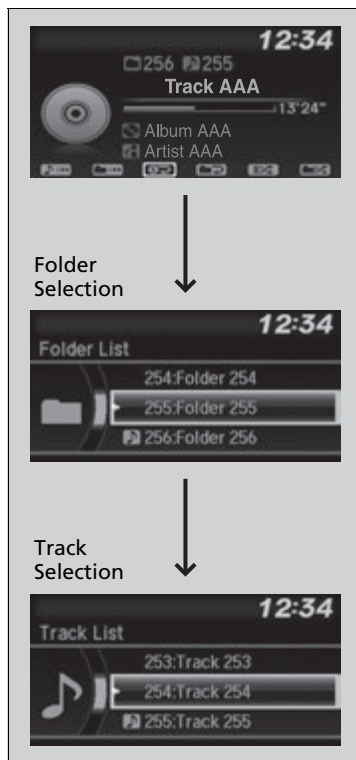 12:34
256 255
Track AAA
13'24"
Album AAA
Artist AAA
Folder
Selection
12:34
Folder List
254:Folder 254
255:Folder 255
256:Folder 256
Track
Selection
12:34
Track List
253:Track 253
254:Track 254
255:Track 255